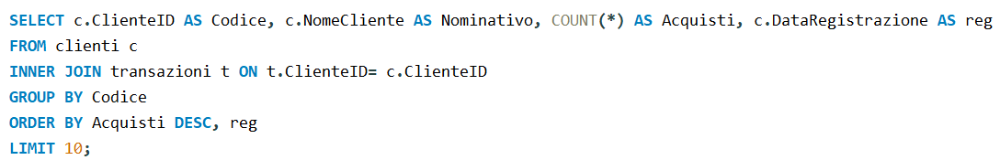 SELECT c.ClienteID AS Codice, c.NomeCliente AS Nominativo, COUNT(*) AS Acquisti, c.DataRegistrazione AS reg
FROM clienti c
INNER JOIN transazioni t ON t.ClienteID= c.ClienteID
GROUP BY Codice
ORDER BY Acquisti DESC, reg
LIMIT 10;